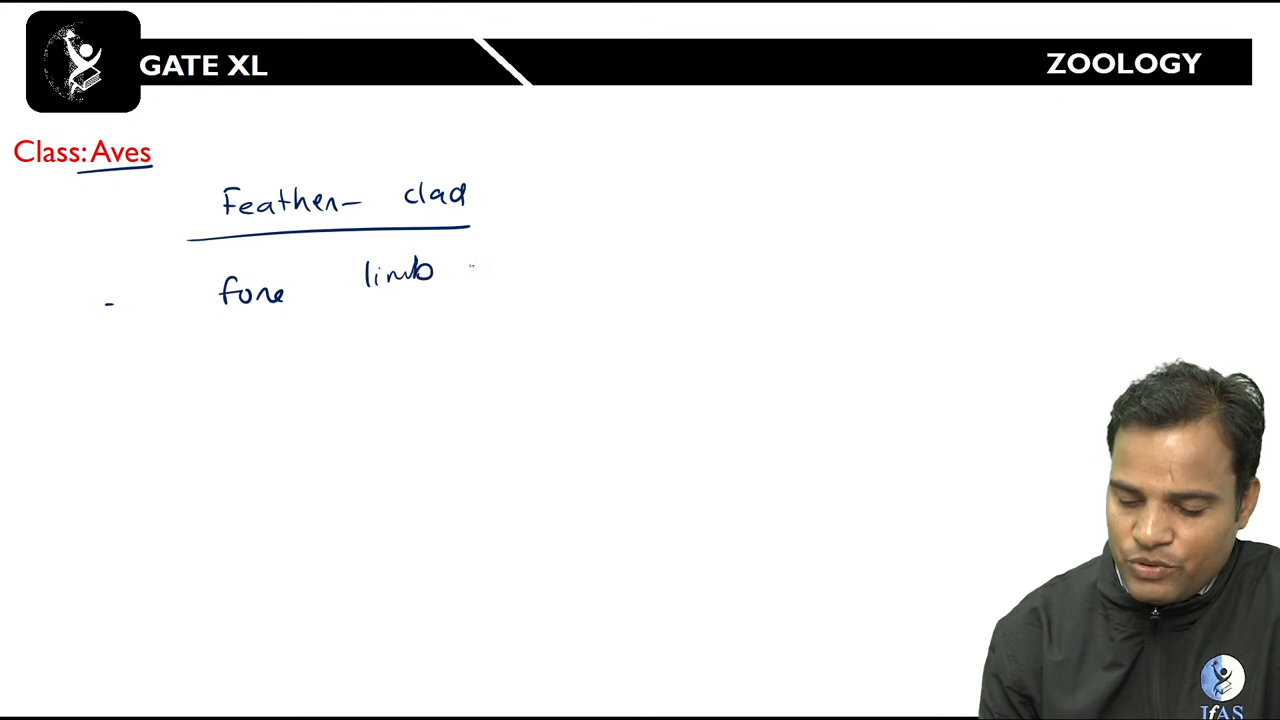 GATE XL
ZOOLOGY
Class: Aves
Feather- clad
- fore limb
IFAS